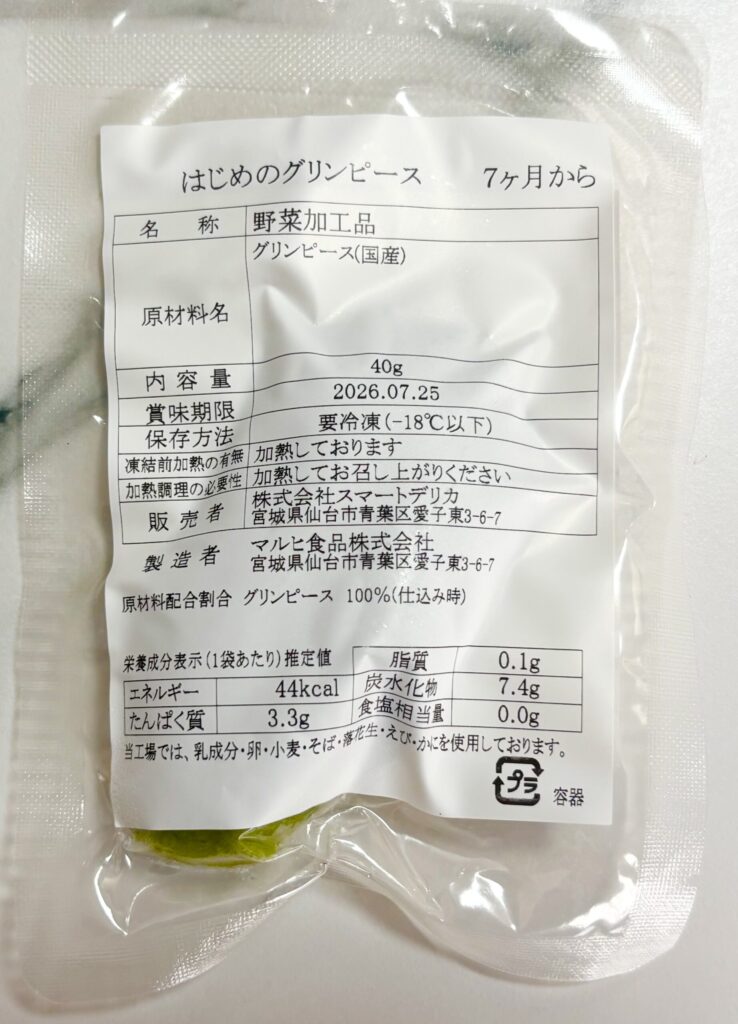 はじめのグリンピース 7ヶ月から
名称 野菜加工品
原材料名 グリンピース(国産)
内容量 40g
賞味期限 2026.07.25
保存方法 要冷凍(-18℃以下)
凍結前加熱の有無 加熱しております
加熱調理の必要性 加熱してお召し上がりください
販売者 株式会社スマートデリカ
宮城県仙台市青葉区愛子東3-6-7
製造者 マルヒ食品株式会社
宮城県仙台市青葉区愛子東3-6-7
原材料配合割合 グリンピース 100%(仕込み時)
栄養成分表示(1袋あたり)推定値
エネルギー 44kcal
たんぱく質 3.3g
脂質 0.1g
炭水化物 7.4g
食塩相当量 0.0g
当工場では、乳成分・卵・小麦・そば・落花生・えび・かにを使用しております。
プラ 容器